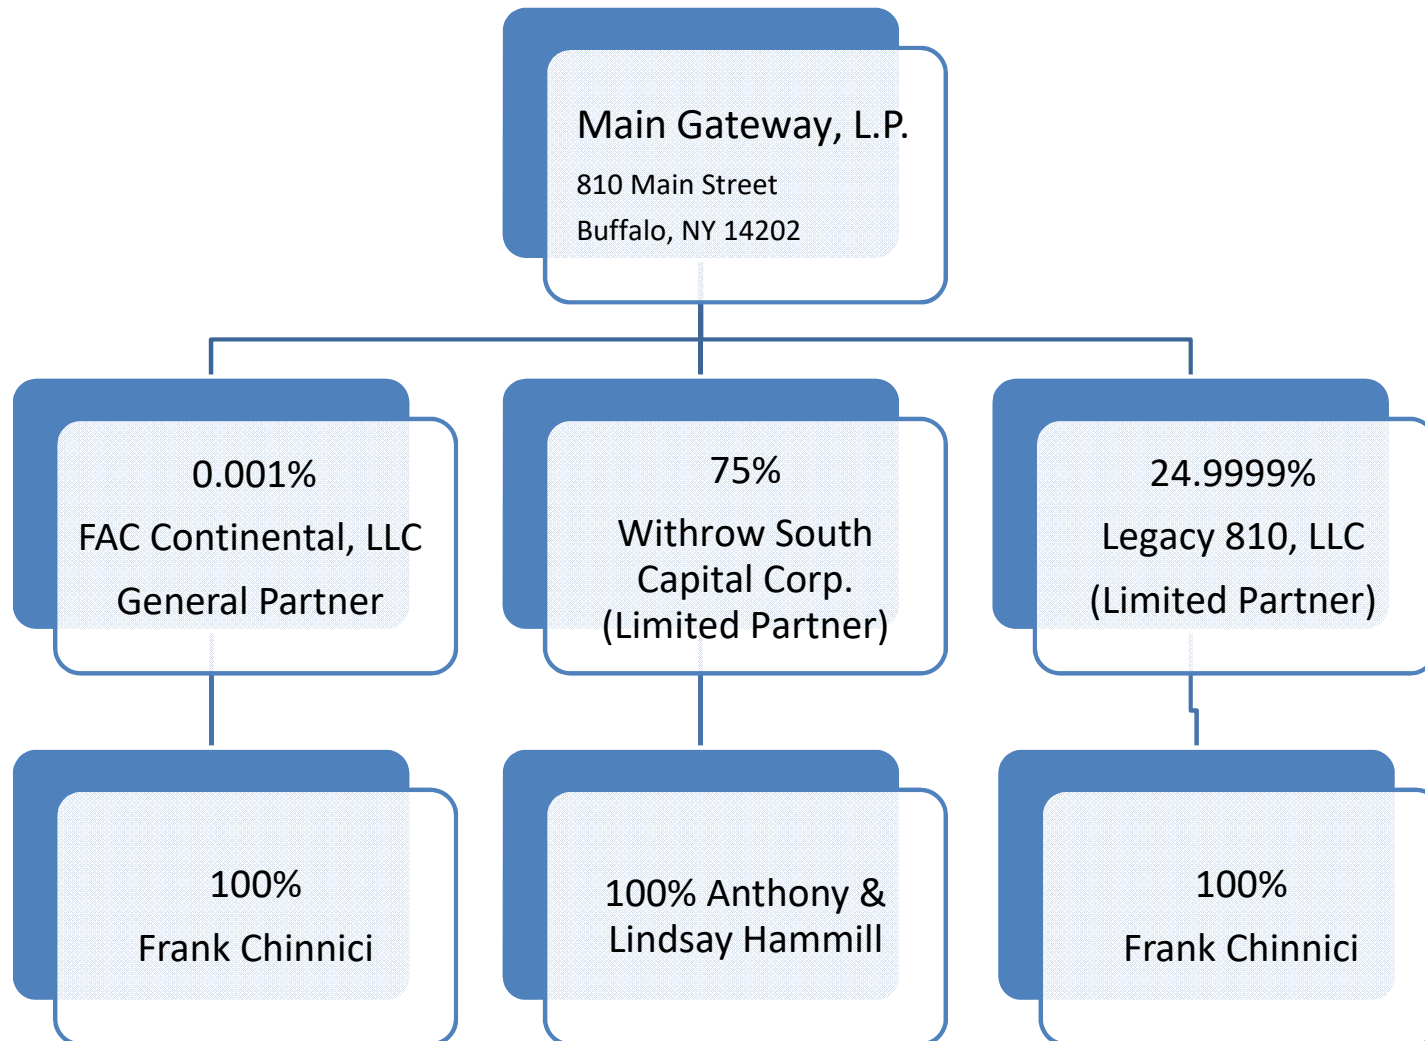 Main Gateway, L.P.
810 Main Street
Buffalo, NY 14202
0.001%
FAC Continental, LLC
General Partner
75%
Withrow South
Capital Corp.
(Limited Partner)
24.9999%
Legacy 810, LLC
(Limited Partner)
100%
Frank Chinnici
100% Anthony &
Lindsay Hammill
100%
Frank Chinnici